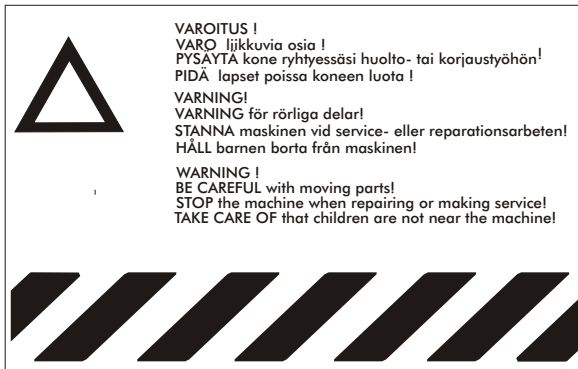 VAROITUS !
VARO liikkuvia osia !
PYSÄYTÄ kone ryhtyessäsi huolto- tai korjaustyöhön!
PIDÄ lapset poissa koneen luota !
VARNING!
VARNING för rörliga delar!
STANNA maskinen vid service- eller reparationsarbeten!
HÅLL barnen borta från maskinen!
WARNING !
BE CAREFUL with moving parts!
STOP the machine when repairing or making service!
TAKE CARE OF that children are not near the machine!